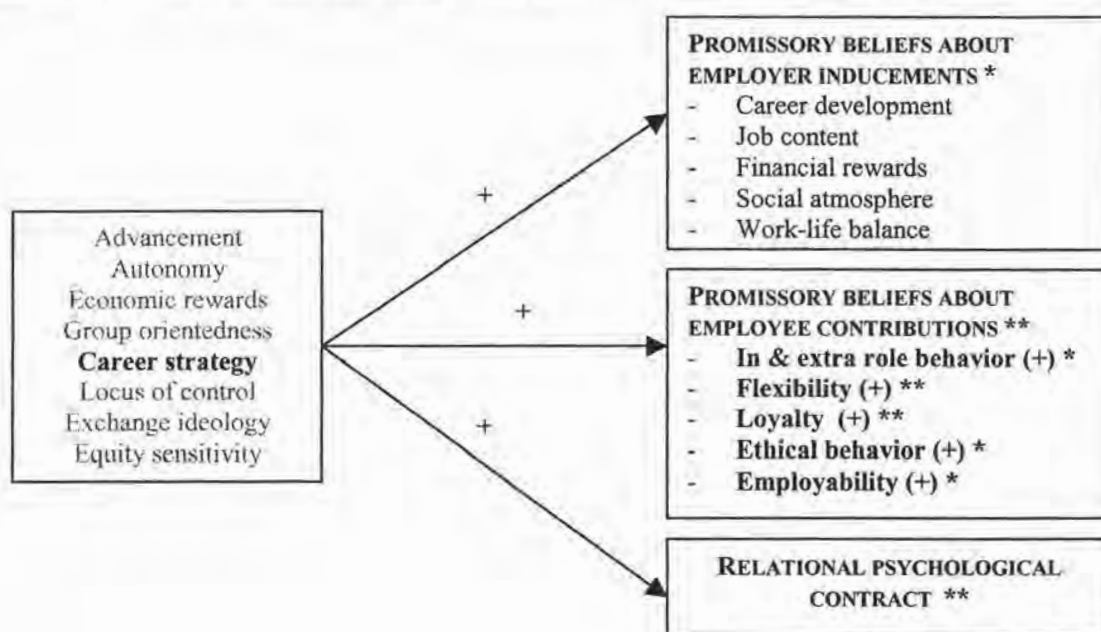 Advancement
Autonomy
Economic rewards
Group orientedness
Career strategy
Locus of control
Exchange ideology
Equity sensitivity
+
+
+
PROMISSORY BELIEFS ABOUT
EMPLOYER INDUCEMENTS *
- Career development
- Job content
- Financial rewards
- Social atmosphere
- Work-life balance
PROMISSORY BELIEFS ABOUT
EMPLOYEE CONTRIBUTIONS **
- In & extra role behavior (+) *
- Flexibility (+) **
- Loyalty (+) **
- Ethical behavior (+) *
- Employability (+) *
RELATIONAL PSYCHOLOGICAL
CONTRACT **